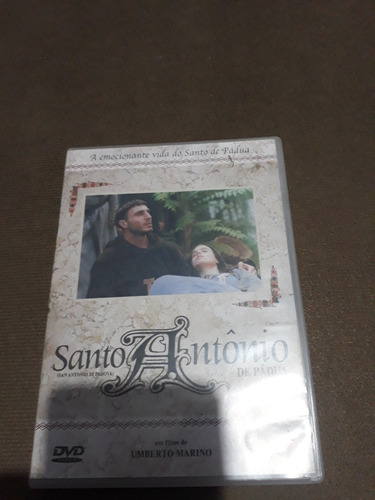 A emocionante vida do Santo de Pádua
Santo Antônio
(SANT'ANTONIO DI PADOVA)
DE PÁDUA
um filme de
UMBERTO MARINO
DVD